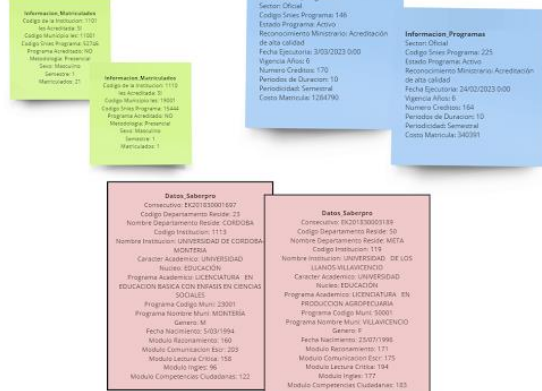 Informacion_Matriculados
Codigo de la Institucion: 1101
Ies Acreditada: SI
Codigo Municipio Ies: 11001
Codigo Snies Programa: 52746
Programa Acreditado: NO
Metodologia: Presencial
Sexo: Masculino
Semestre: 1
Matriculados: 21
Informacion_Matriculados
Codigo de la Institucion: 1110
Ies Acreditada: SI
Codigo Municipio Ies: 19001
Codigo Snies Programa: 15444
Programa Acreditado: NO
Metodologia: Presencial
Sexo: Masculino
Semestre: 1
Matriculados: 1
Sector: Oficial
Codigo Snies Programa: 146
Estado Programa: Activo
Reconocimiento Ministrario: Acreditación
de alta calidad
Fecha Ejecutoria: 3/03/2023 0:00
Vigencia Años: 6
Numero Creditos: 170
Periodos de Duracion: 10
Periodicidad: Semestral
Costo Matricula: 1284790
Informacion_Programas
Sector: Oficial
Codigo Snies Programa: 225
Estado Programa: Activo
Reconocimiento Ministrario: Acreditación
de alta calidad
Fecha Ejecutoria: 24/02/2023 0:00
Vigencia Años: 6
Numero Creditos: 164
Periodos de Duracion: 10
Periodicidad: Semestral
Costo Matricula: 340391
Datos_Saberpro
Consecutivo: EK201830001697
Codigo Departamento Reside: 23
Nombre Departamento Reside: CORDOBA
Codigo Institucion: 1113
Nombre Institucion: UNIVERSIDAD DE CORDOBA-
MONTERIA
Caracter Academico: UNIVERSIDAD
Nucleo: EDUCACIÓN
Programa Academico: LICENCIATURA EN
EDUCACION BASICA CON ENFASIS EN CIENCIAS
SOCIALES
Programa Codigo Muni: 23001
Programa Nombre Muni: MONTERÍA
Genero: M
Fecha Nacimiento: 5/03/1994
Modulo Razonamiento: 160
Modulo Comunicacion Escr: 203
Modulo Lectura Critica: 158
Modulo Ingles: 96
Modulo Competencias Ciudadanas: 122
Datos_Saberpro
Consecutivo: EK201830003189
Codigo Departamento Reside: 50
Nombre Departamento Reside: META
Codigo Institucion: 119
Nombre Institucion: UNIVERSIDAD DE LOS
LLANOS-VILLAVICENCIO
Caracter Academico: UNIVERSIDAD
Nucleo: EDUCACIÓN
Programa Academico: LICENCIATURA EN
PRODUCCION AGROPECUARIA
Programa Codigo Muni: 50001
Programa Nombre Muni: VILLAVICENCIO
Genero: F
Fecha Nacimiento: 23/07/1996
Modulo Razonamiento: 171
Modulo Comunicacion Escr: 175
Modulo Lectura Critica: 194
Modulo Ingles: 177
Modulo Competencias Ciudadanas: 183